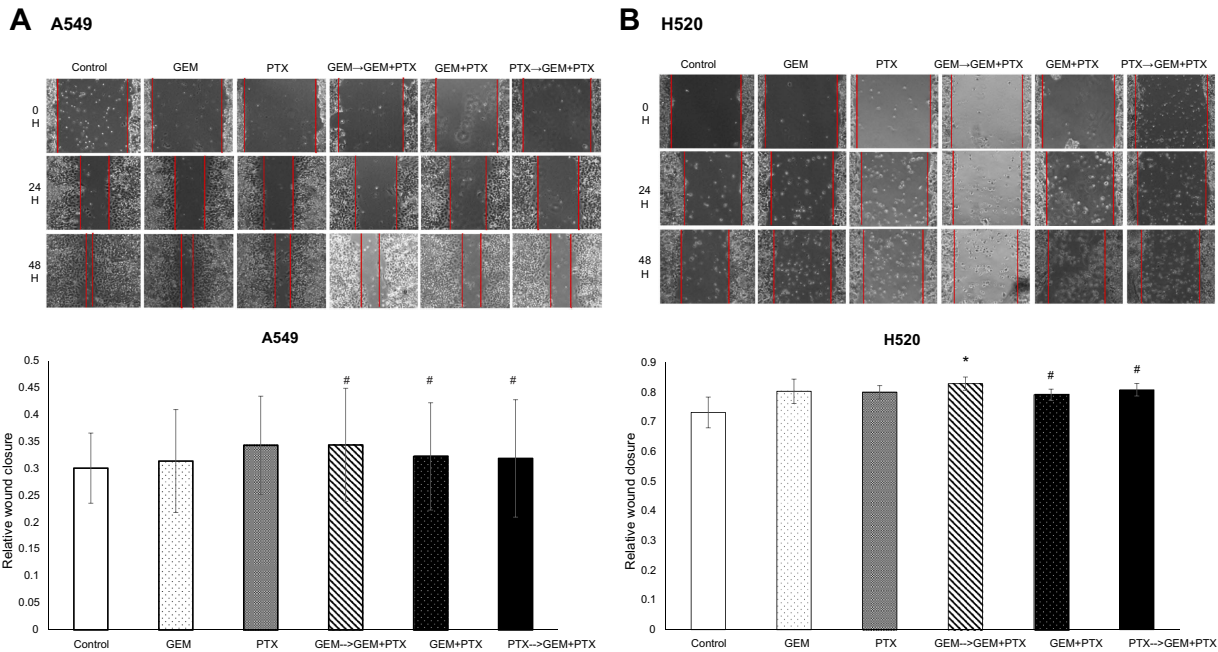 A A549
Control GEM PTX GEM→GEM+PTX GEM+PTX PTX→GEM+PTX
0
H
24
H
48
H
A549
0.5
0.45
0.4
0.35
0.3
0.25
0.2
0.15
0.1
0.05
0
Relative wound closure
# # #
Control GEM PTX GEM-->GEM+PTX GEM+PTX PTX-->GEM+PTX
B H520
Control GEM PTX GEM→GEM+PTX GEM+PTX PTX→GEM+PTX
0
H
24
H
48
H
H520
0.9
0.8
0.7
0.6
0.5
0.4
0.3
0.2
0.1
0
Relative wound closure
* # #
Control GEM PTX GEM-->GEM+PTX GEM+PTX PTX-->GEM+PTX